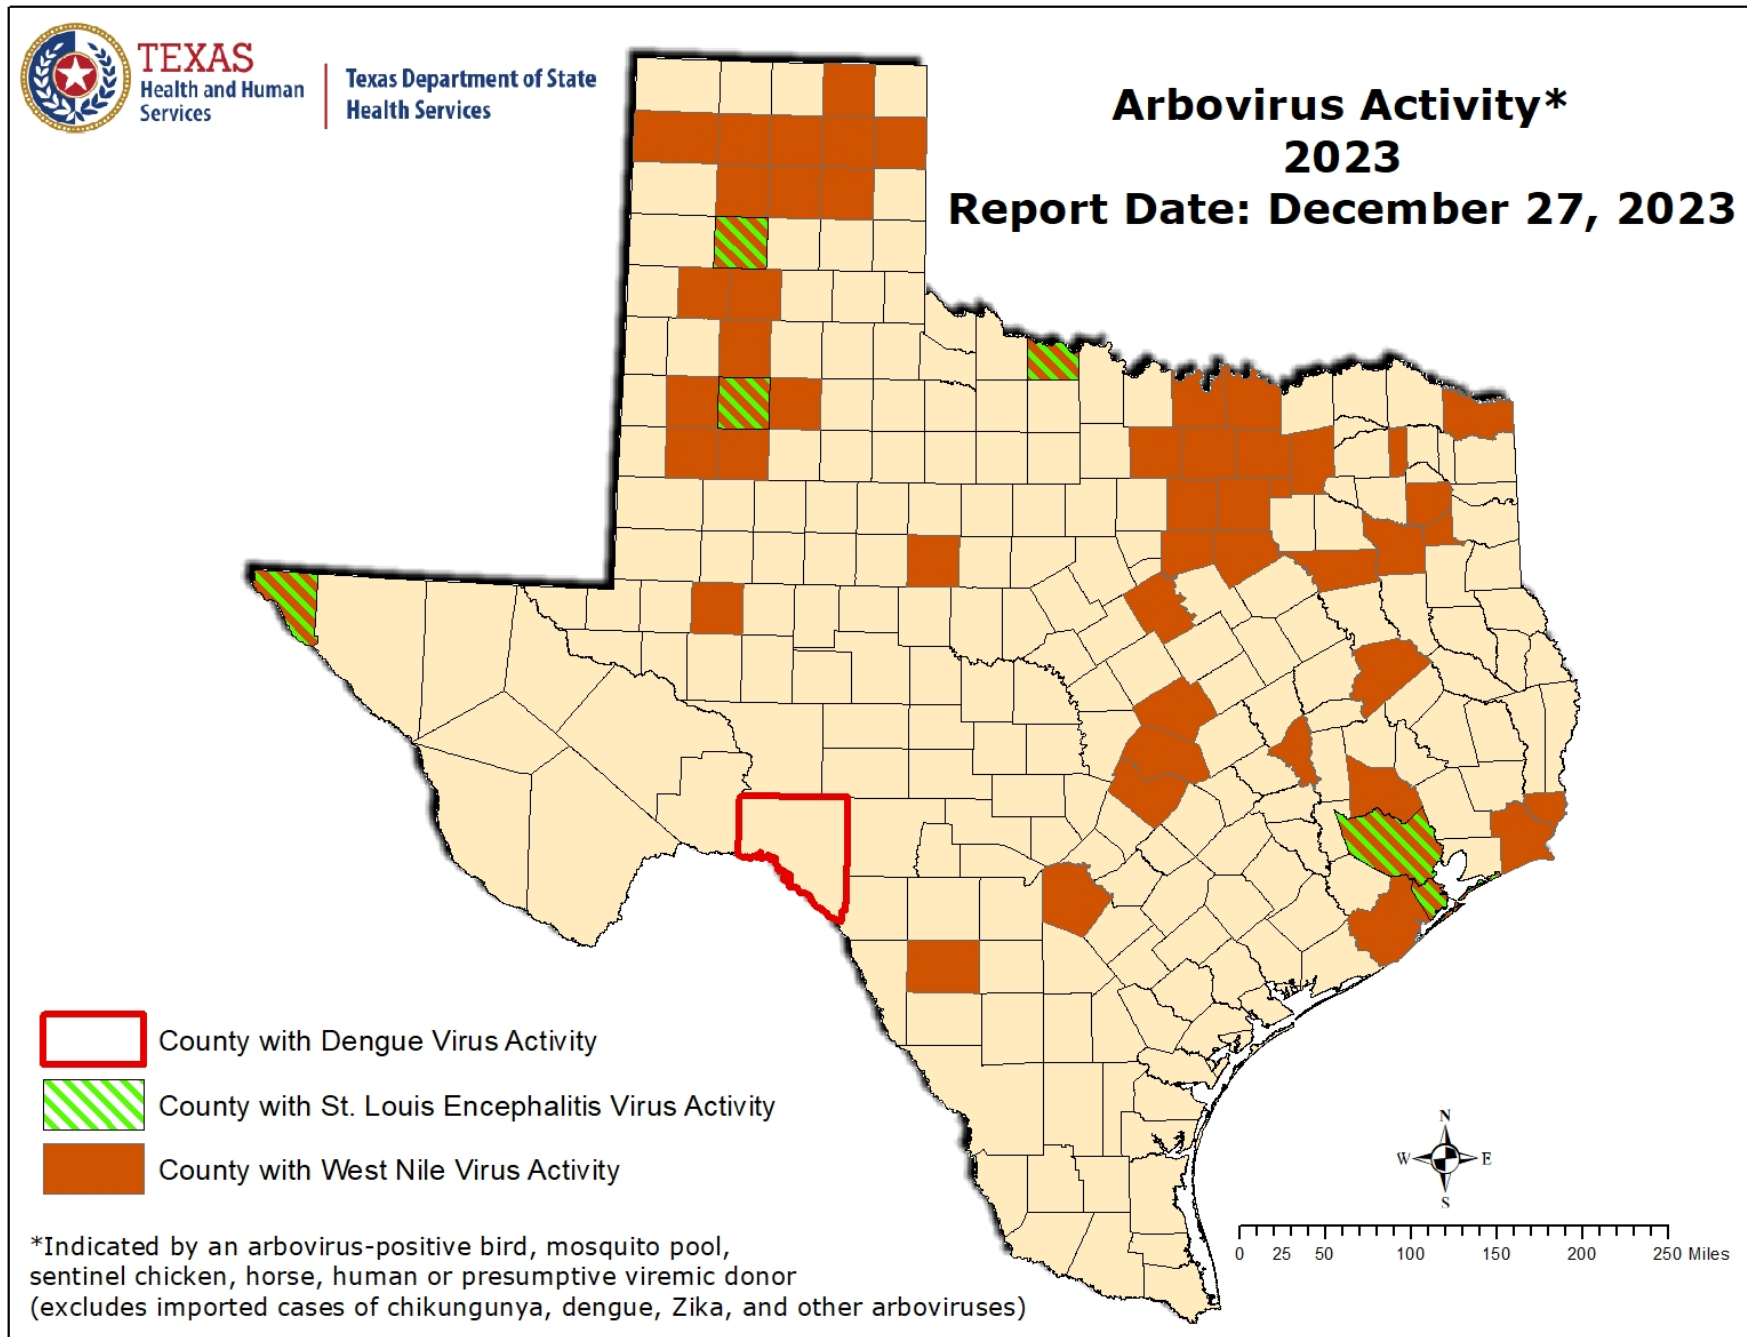 TEXAS
Health and Human
Services
Texas Department of State
Health Services
Arbovirus Activity*
2023
Report Date: December 27, 2023
County with Dengue Virus Activity
County with St. Louis Encephalitis Virus Activity
County with West Nile Virus Activity
*Indicated by an arbovirus-positive bird, mosquito pool,
sentinel chicken, horse, human or presumptive viremic donor
(excludes imported cases of chikungunya, dengue, Zika, and other arboviruses)
N
W E
S
0 25 50 100 150 200 250 Miles